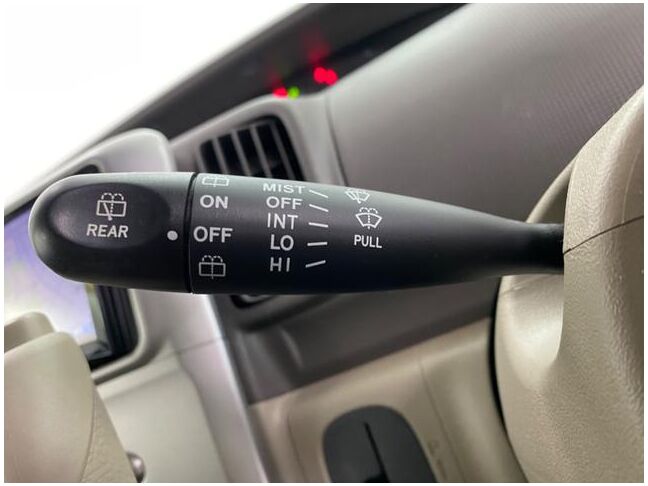 REAR
ON
OFF
MIST
OFF
INT
LO
HI
PULL